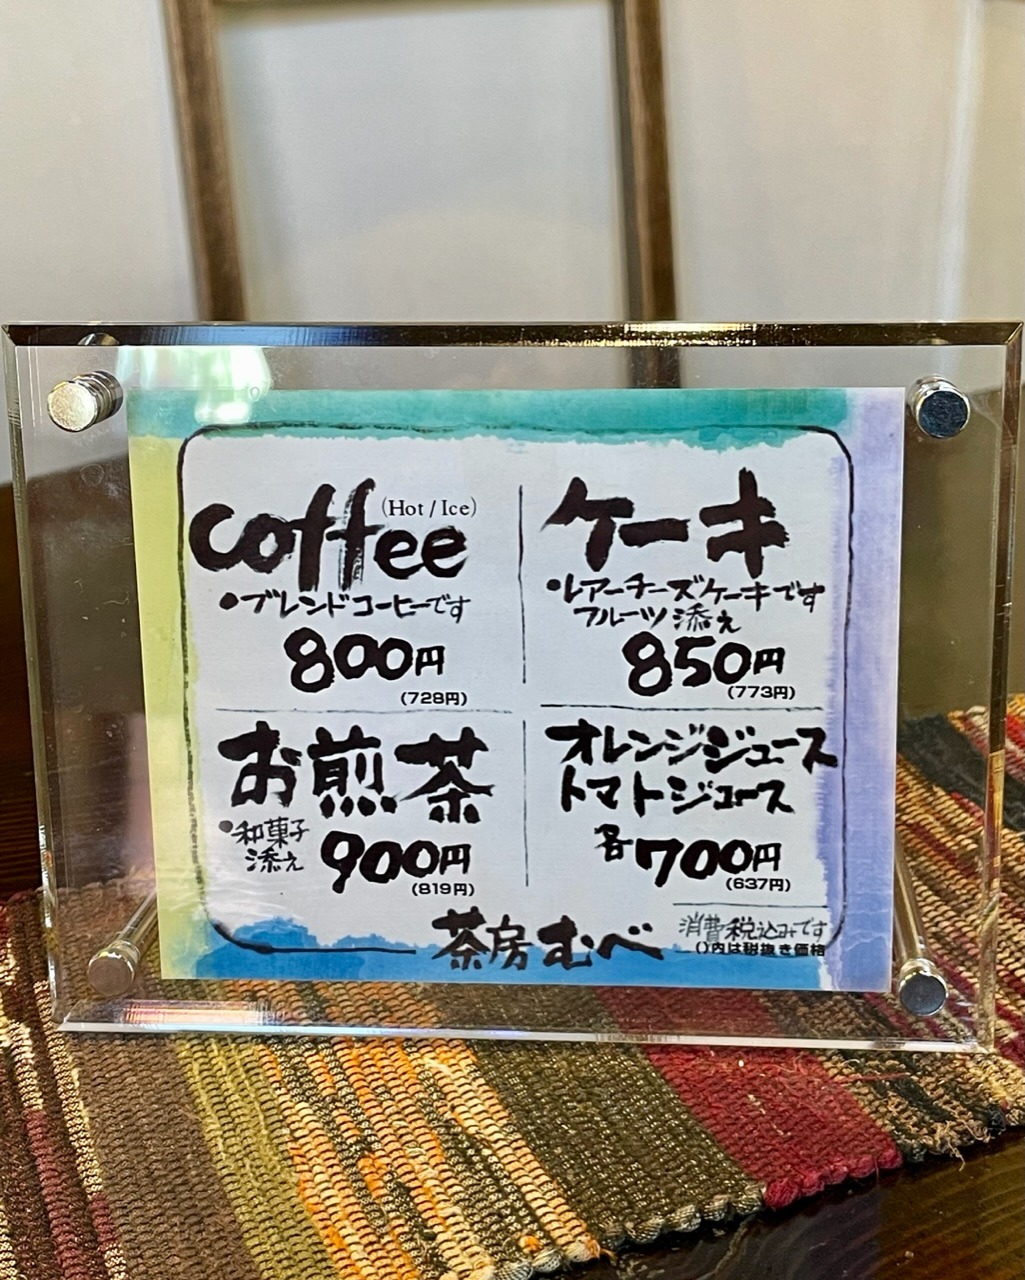 coffee (Hot / Ice)
•ブレンドコーヒーです
800円
(728円)
ケーキ
•レアーチーズケーキです
フルーツ添え
850円
(773円)
お煎茶
•和菓子
添え
900円
(819円)
オレンジジュース
トマトジュース
各700円
(637円)
茶房むべ
消費税込みです
()内は税抜き価格